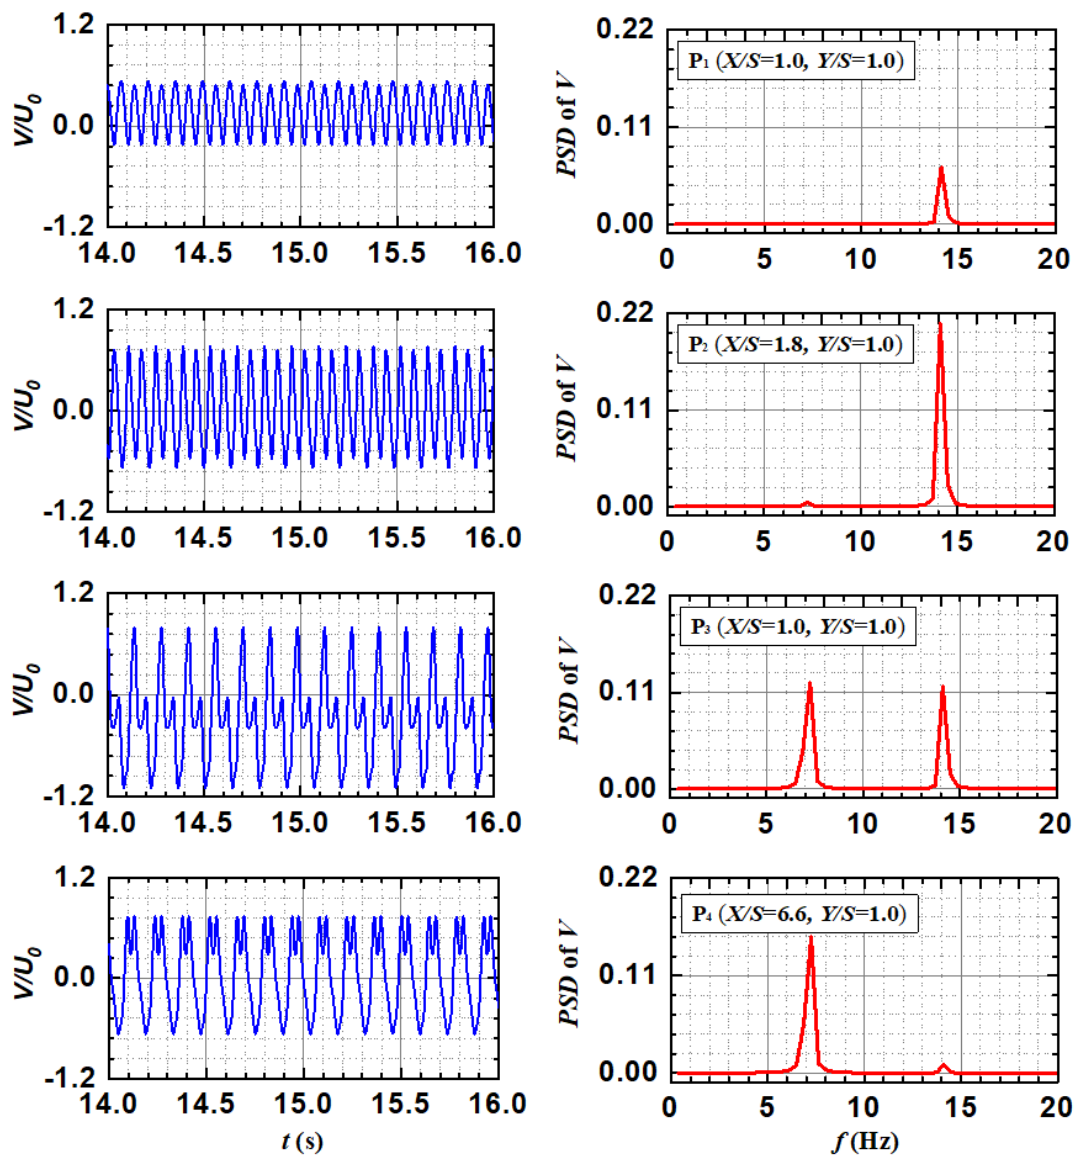 1.2
0.0
-1.2
V/U0
14.0 14.5 15.0 15.5 16.0
0.22
0.11
0.00
PSD of V
P1 (X/S=1.0, Y/S=1.0)
0 5 10 15 20
1.2
0.0
-1.2
V/U0
14.0 14.5 15.0 15.5 16.0
0.22
0.11
0.00
PSD of V
P2 (X/S=1.8, Y/S=1.0)
0 5 10 15 20
1.2
0.0
-1.2
V/U0
14.0 14.5 15.0 15.5 16.0
0.22
0.11
0.00
PSD of V
P3 (X/S=1.0, Y/S=1.0)
0 5 10 15 20
1.2
0.0
-1.2
V/U0
14.0 14.5 15.0 15.5 16.0
t (s)
0.22
0.11
0.00
PSD of V
P4 (X/S=6.6, Y/S=1.0)
0 5 10 15 20
f (Hz)